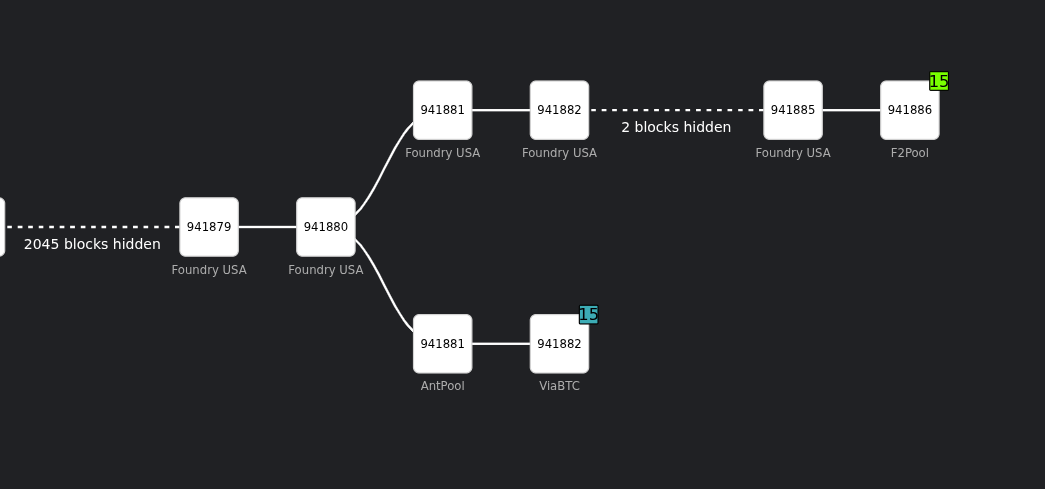 15
941881
941882
941885
941886
2 blocks hidden
Foundry USA
Foundry USA
Foundry USA
F2Pool
941879
941880
2045 blocks hidden
Foundry USA
Foundry USA
15
941881
941882
AntPool
ViaBTC